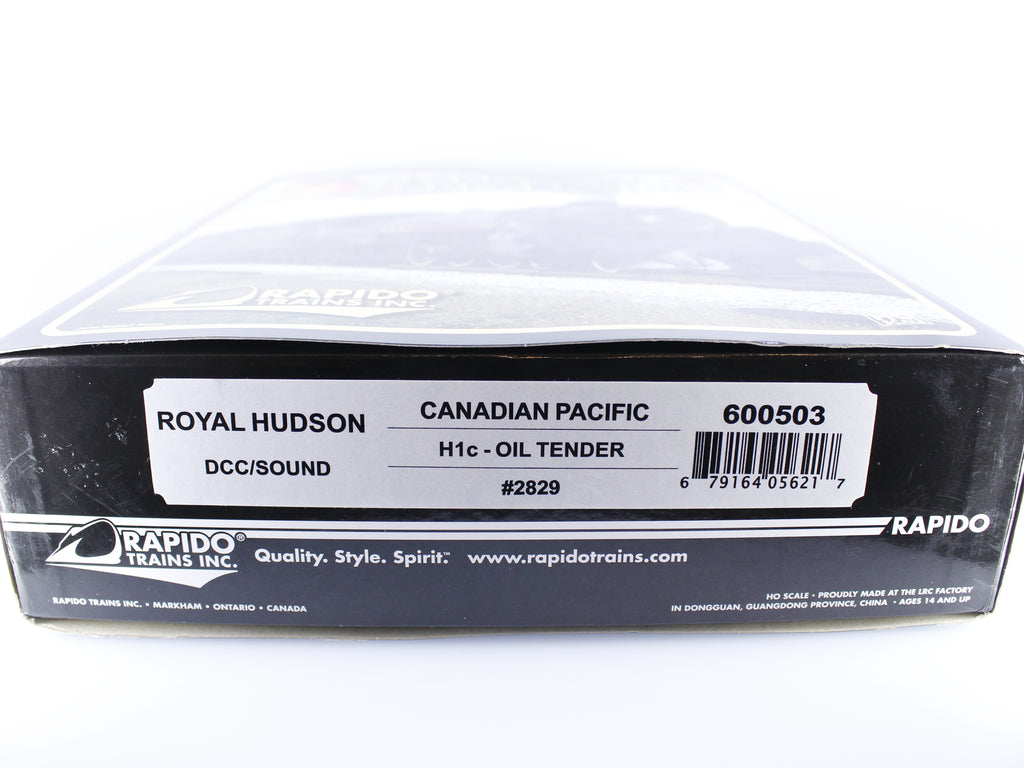 RAPIDO
TRAINS INC.
ROYAL HUDSON
DCC/SOUND
CANADIAN PACIFIC
H1c - OIL TENDER
#2829
600503
6 79164 05621 7
RAPIDO
RAPIDO®
TRAINS INC.
Quality. Style. Spirit.™ www.rapidotrains.com
RAPIDO TRAINS INC. • MARKHAM • ONTARIO • CANADA
HO SCALE • PROUDLY MADE AT THE LRC FACTORY
IN DONGGUAN, GUANGDONG PROVINCE, CHINA • AGES 14 AND UP